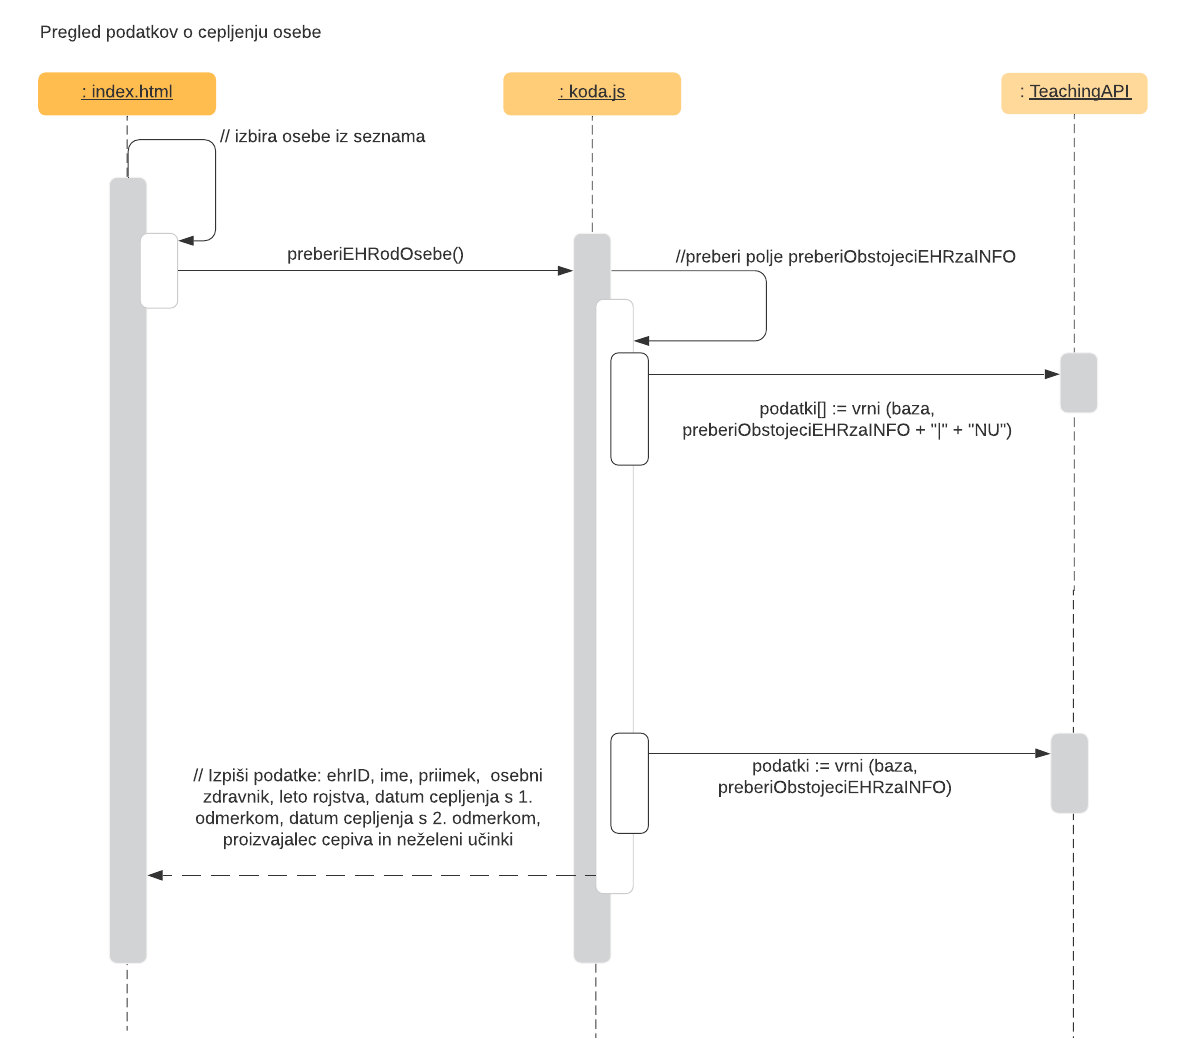 Pregled podatkov o cepljenju osebe
: index.html
: koda.js
: TeachingAPI
// izbira osebe iz seznama
preberiEHRodOsebe()
//preberi polje preberiObstojeciEHRzaINFO
podatki[] := vrni (baza,
preberiObstojeciEHRzaINFO + "|" + "NU")
podatki := vrni (baza,
preberiObstojeciEHRzaINFO)
// Izpiši podatke: ehrID, ime, priimek,  osebni
zdravnik, leto rojstva, datum cepljenja s 1.
odmerkom, datum cepljenja s 2. odmerkom,
proizvajalec cepiva in neželeni učinki